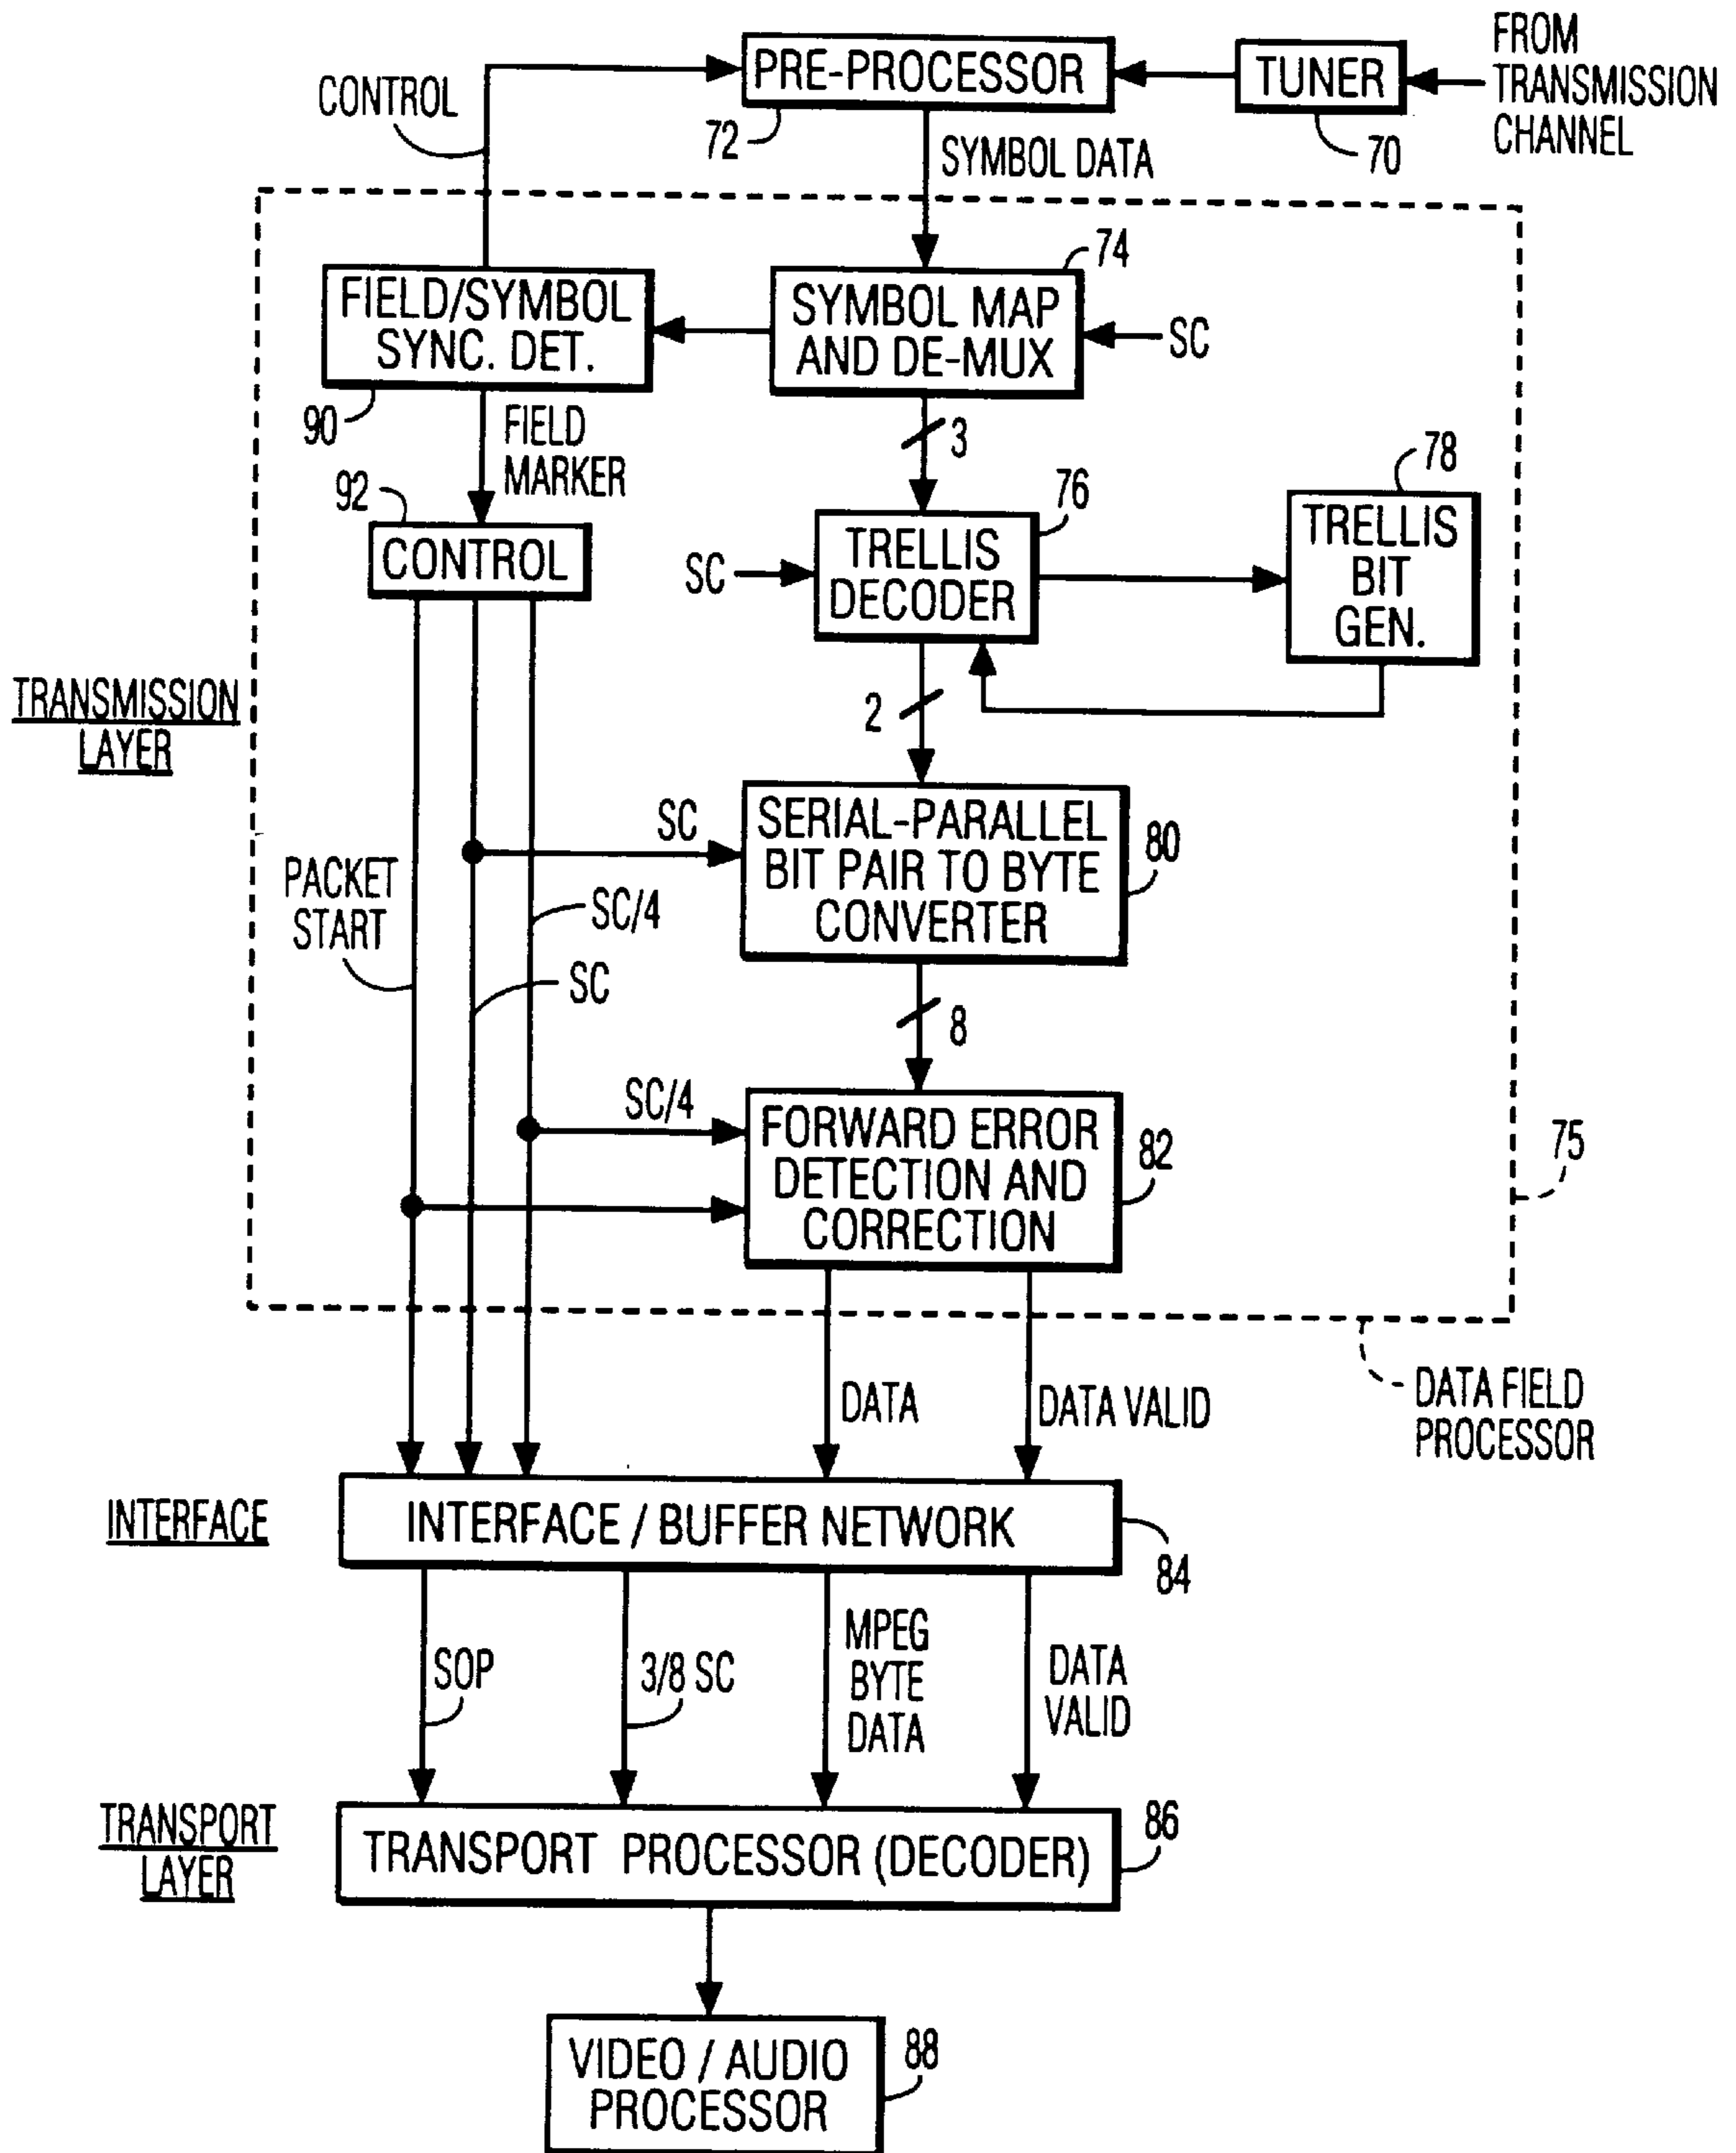 FROM
TRANSMISSION
CHANNEL
PRE-PROCESSOR
TUNER
CONTROL
72
70
SYMBOL DATA
74
FIELD/SYMBOL
SYNC. DET.
SYMBOL MAP
AND DE-MUX
SC
90
FIELD
MARKER
3
78
92
76
CONTROL
SC
TRELLIS
DECODER
TRELLIS
BIT
GEN.
TRANSMISSION
LAYER
2
SC
SERIAL-PARALLEL
BIT PAIR TO BYTE
CONVERTER
80
PACKET
START
SC/4
SC
8
SC/4
FORWARD ERROR
DETECTION AND
CORRECTION
82
75
DATA
DATA VALID
DATA FIELD
PROCESSOR
INTERFACE
INTERFACE / BUFFER NETWORK
84
SOP
3/8 SC
MPEG
BYTE
DATA
DATA
VALID
TRANSPORT
LAYER
TRANSPORT PROCESSOR (DECODER)
86
VIDEO / AUDIO
PROCESSOR
88